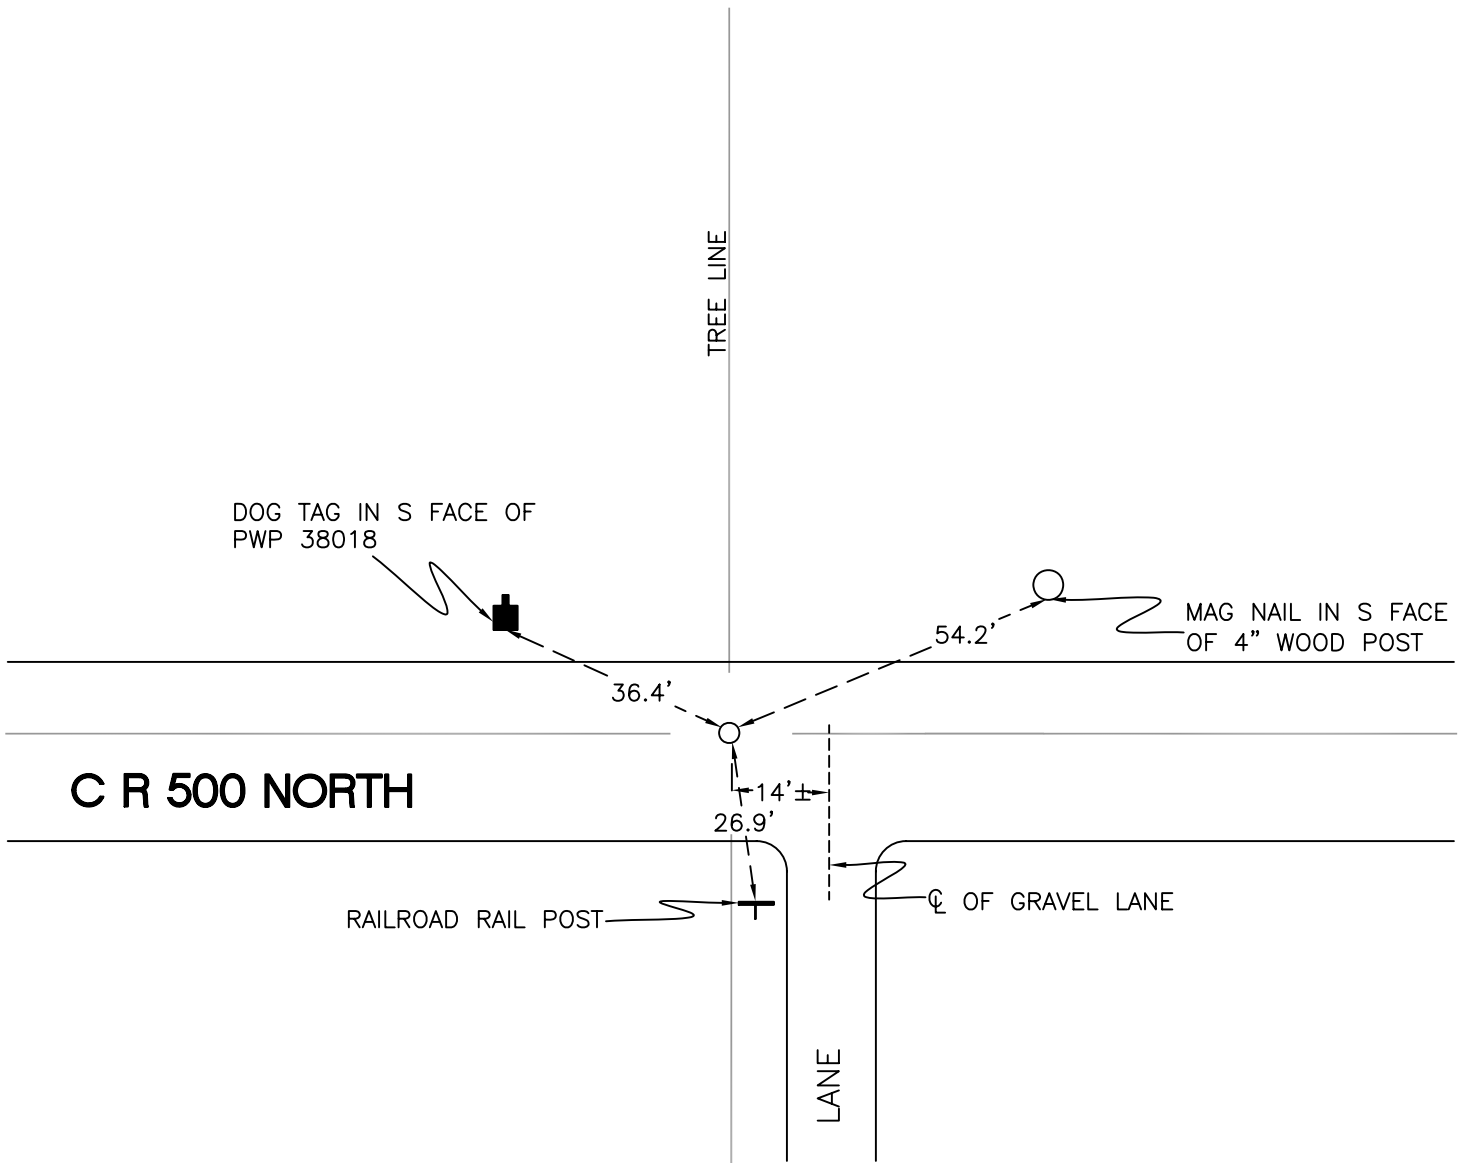 TREE LINE
DOG TAG IN S FACE OF
PWP 38018
MAG NAIL IN S FACE
OF 4" WOOD POST
54.2'
36.4'
C R 500 NORTH
14'±
26.9'
RAILROAD RAIL POST
℄ OF GRAVEL LANE
LANE